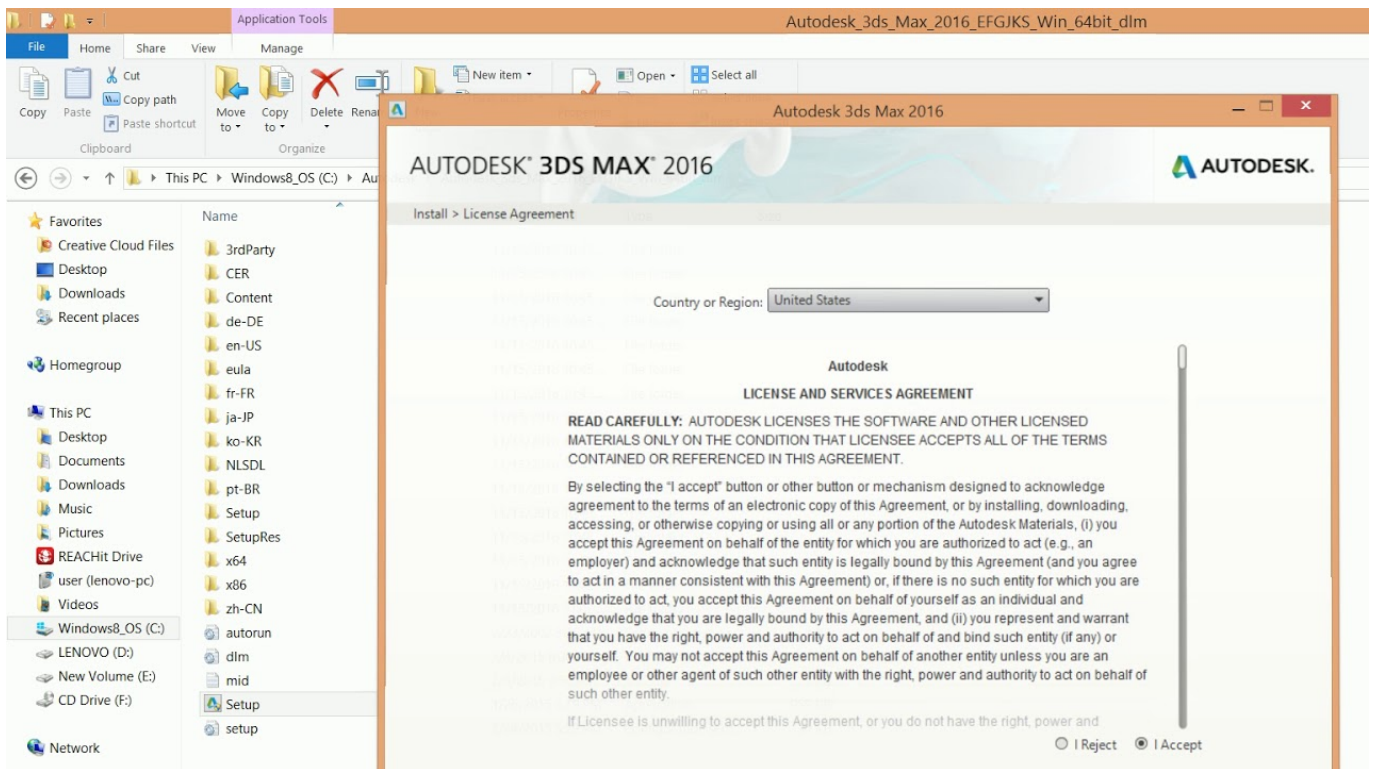 Application Tools
Autodesk_3ds_Max_2016_EFGJKS_Win_64bit_dlm
File Home Share View Manage
Cut
Copy path
Paste shortcut
Copy Paste
Move to
Copy to
Delete
New item
Open
Select all
Clipboard
Organize
This PC Windows8_OS (C:)
Favorites
Creative Cloud Files
Desktop
Downloads
Recent places
Homegroup
This PC
Desktop
Documents
Downloads
Music
Pictures
REACHit Drive
user (lenovo-pc)
Videos
Windows8_OS (C:)
LENOVO (D:)
New Volume (E:)
CD Drive (F:)
Network
Name
3rdParty
CER
Content
de-DE
en-US
eula
fr-FR
ja-JP
ko-KR
NLSDL
pt-BR
Setup
SetupRes
x64
x86
zh-CN
autorun
dlm
mid
Setup
setup
Autodesk 3ds Max 2016
AUTODESK® 3DS MAX® 2016
AUTODESK.
Install > License Agreement
Country or Region: United States
Autodesk
LICENSE AND SERVICES AGREEMENT
READ CAREFULLY: AUTODESK LICENSES THE SOFTWARE AND OTHER LICENSED
MATERIALS ONLY ON THE CONDITION THAT LICENSEE ACCEPTS ALL OF THE TERMS
CONTAINED OR REFERENCED IN THIS AGREEMENT.
By selecting the “I accept” button or other button or mechanism designed to acknowledge
agreement to the terms of an electronic copy of this Agreement, or by installing, downloading,
accessing, or otherwise copying or using all or any portion of the Autodesk Materials, (i) you
accept this Agreement on behalf of the entity for which you are authorized to act (e.g., an
employer) and acknowledge that such entity is legally bound by this Agreement (and you agree
to act in a manner consistent with this Agreement) or, if there is no such entity for which you are
authorized to act, you accept this Agreement on behalf of yourself as an individual and
acknowledge that you are legally bound by this Agreement, and (ii) you represent and warrant
that you have the right, power and authority to act on behalf of and bind such entity (if any) or
yourself. You may not accept this Agreement on behalf of another entity unless you are an
employee or other agent of such other entity with the right, power and authority to act on behalf of
such other entity.
If Licensee is unwilling to accept this Agreement, or you do not have the right, power and
I Reject I Accept